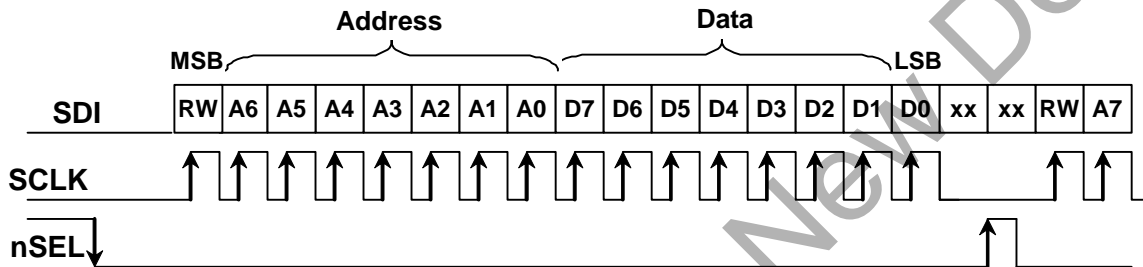 Address Data
MSB LSB
SDI RW A6 A5 A4 A3 A2 A1 A0 D7 D6 D5 D4 D3 D2 D1 D0 xx xx RW A7
SCLK
nSEL
New D